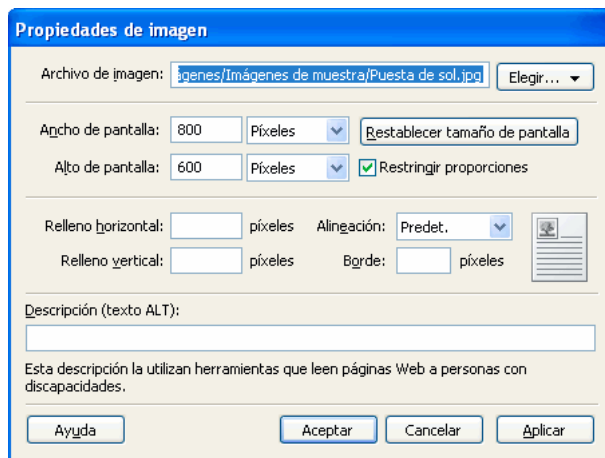 Propiedades de imagen
Archivo de imagen: ágenes/Imágenes de muestra/Puesta de sol.jpg Elegir...
Ancho de pantalla: 800 Píxeles Restablecer tamaño de pantalla
Alto de pantalla: 600 Píxeles Restringir proporciones
Relleno horizontal: píxeles Alineación: Predet.
Relleno vertical: píxeles Borde: píxeles
Descripción (texto ALT):
Esta descripción la utilizan herramientas que leen páginas Web a personas con
discapacidades.
Ayuda Aceptar Cancelar Aplicar